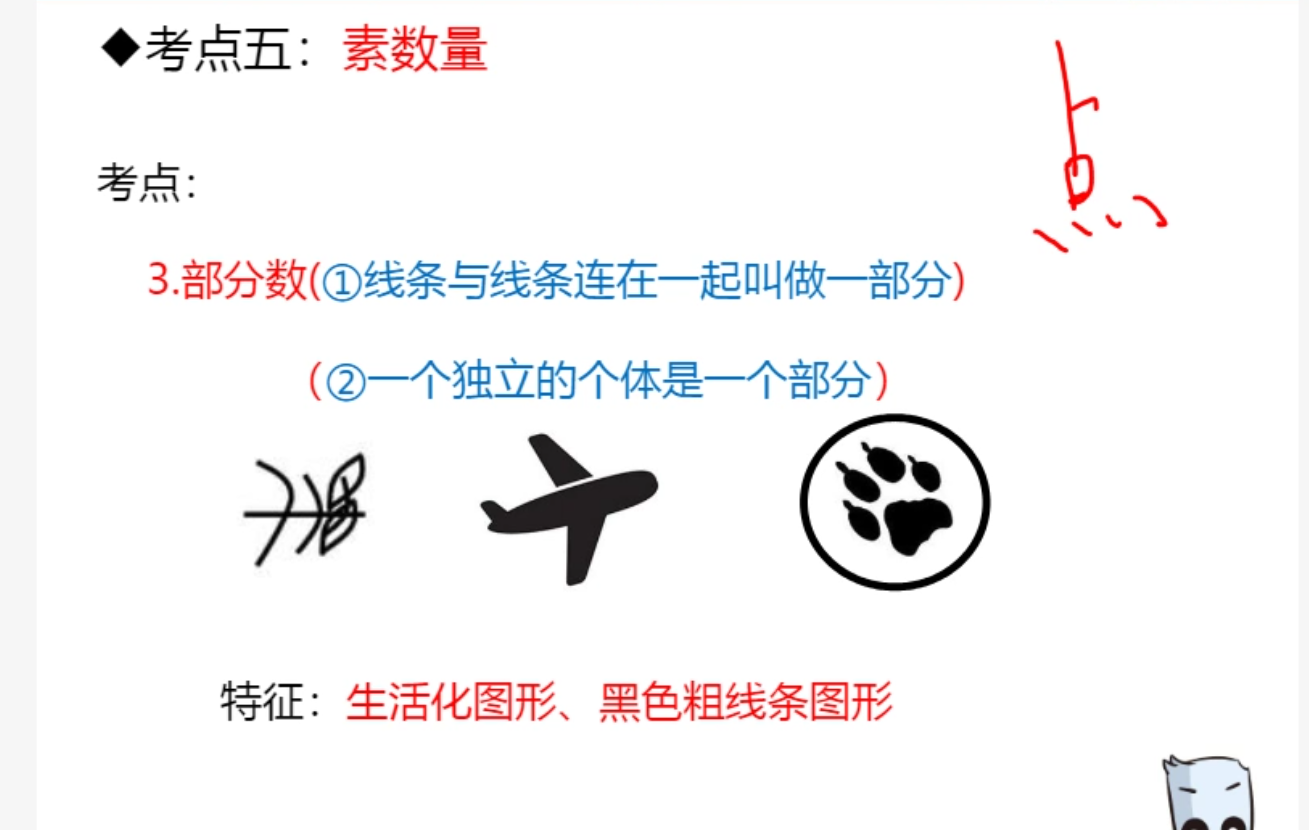 ◆考点五：素数量
点
考点：
3.部分数(①线条与线条连在一起叫做一部分)
(②一个独立的个体是一个部分)
特征：生活化图形、黑色粗线条图形